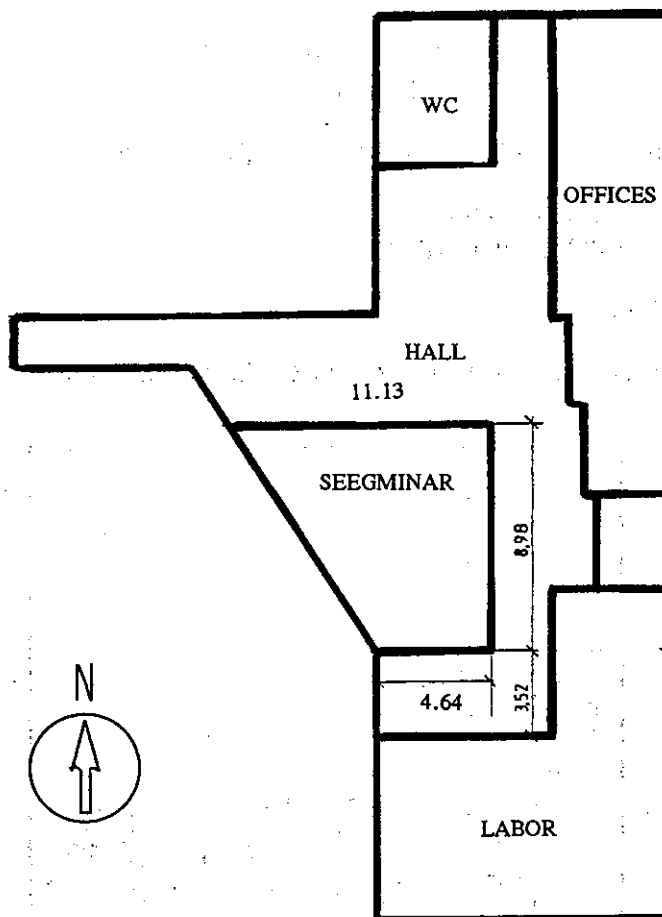 WC
OFFICES
HALL
11.13
SEEGMINAR
8,98
N
4.64
3,52
LABOR